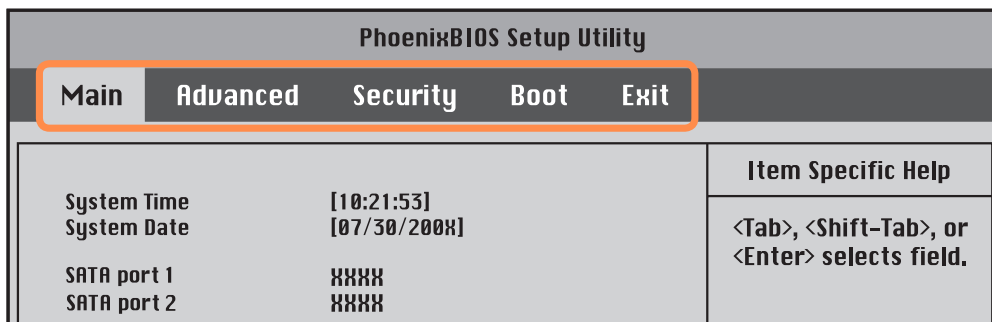 PhoenixBIOS Setup Utility
Main Advanced Security Boot Exit
System Time [10:21:53]
System Date [07/30/200X]
SATA port 1 XXXX
SATA port 2 XXXX
Item Specific Help
<Tab>, <Shift-Tab>, or
<Enter> selects field.